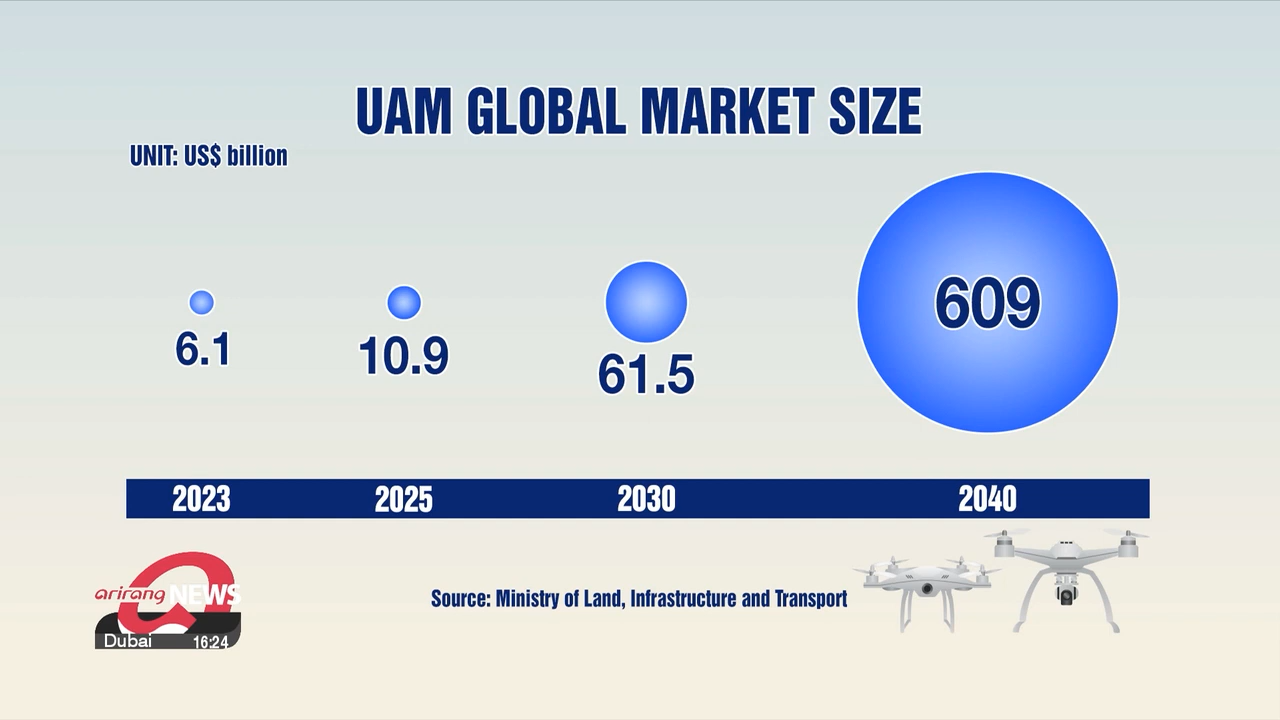 UAM GLOBAL MARKET SIZE
UNIT: US$ billion
6.1
10.9
61.5
609
2023 2025 2030 2040
arirang NEWS
Dubai 16:24
Source: Ministry of Land, Infrastructure and Transport